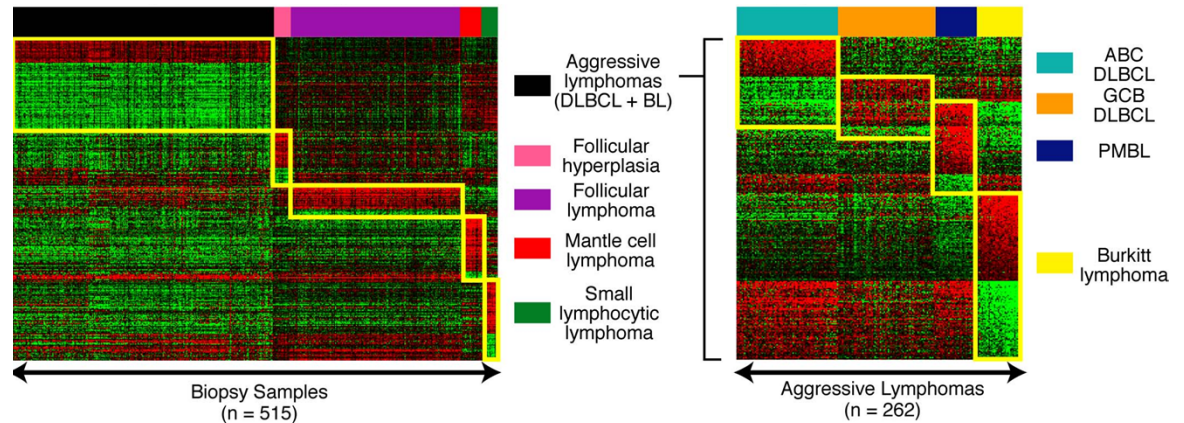 Aggressive
lymphomas
(DLBCL + BL)
Follicular
hyperplasia
Follicular
lymphoma
Mantle cell
lymphoma
Small
lymphocytic
lymphoma
Biopsy Samples
(n = 515)
ABC
DLBCL
GCB
DLBCL
PMBL
Burkitt
lymphoma
Aggressive Lymphomas
(n = 262)